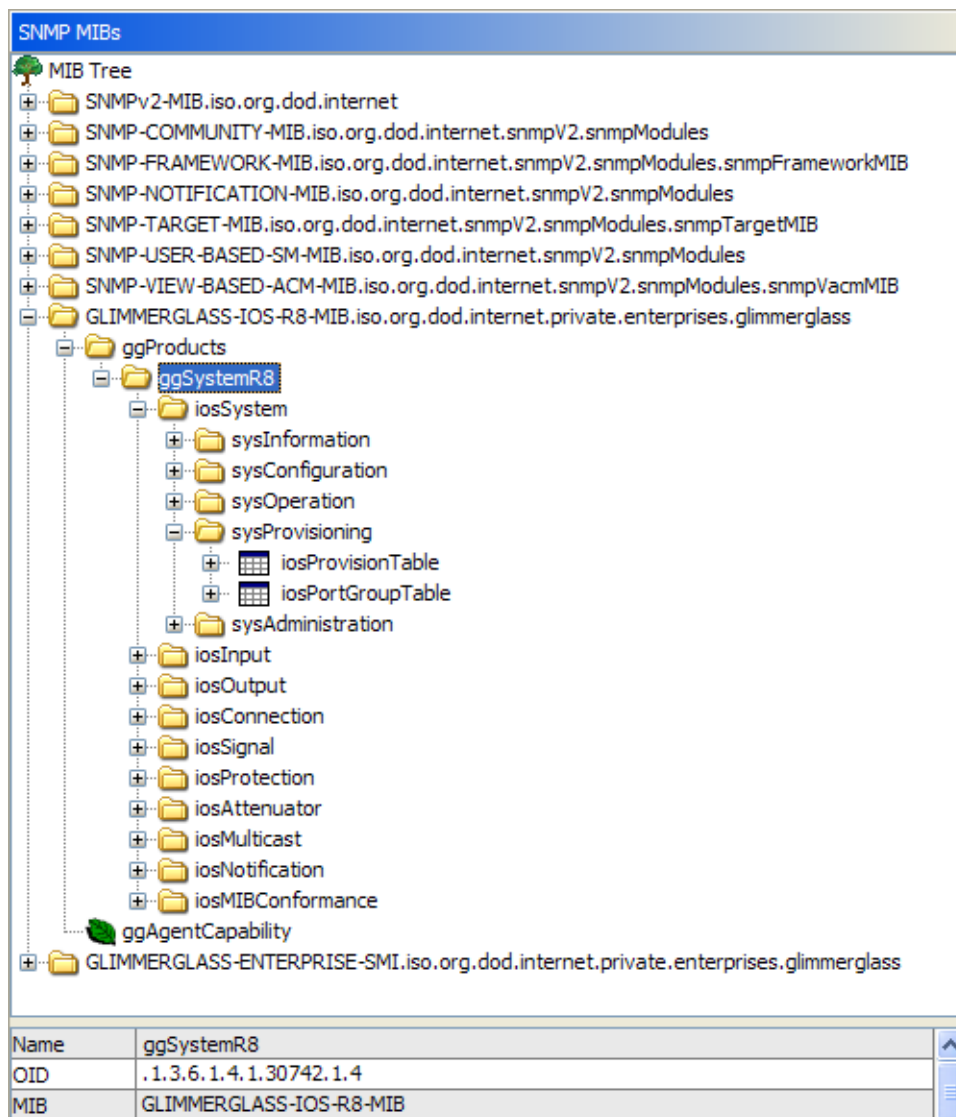 SNMP MIBs
MIB Tree
SNMPv2-MIB.iso.org.dod.internet
SNMP-COMMUNITY-MIB.iso.org.dod.internet.snmpV2.snmpModules
SNMP-FRAMEWORK-MIB.iso.org.dod.internet.snmpV2.snmpModules.snmpFrameworkMIB
SNMP-NOTIFICATION-MIB.iso.org.dod.internet.snmpV2.snmpModules
SNMP-TARGET-MIB.iso.org.dod.internet.snmpV2.snmpModules.snmpTargetMIB
SNMP-USER-BASED-SM-MIB.iso.org.dod.internet.snmpV2.snmpModules
SNMP-VIEW-BASED-ACM-MIB.iso.org.dod.internet.snmpV2.snmpModules.snmpVacmMIB
GLIMMERGLASS-IOS-R8-MIB.iso.org.dod.internet.private.enterprises.glimmerglass
ggProducts
ggSystemR8
iosSystem
sysInformation
sysConfiguration
sysOperation
sysProvisioning
iosProvisionTable
iosPortGroupTable
sysAdministration
iosInput
iosOutput
iosConnection
iosSignal
iosProtection
iosAttenuator
iosMulticast
iosNotification
iosMIBConformance
ggAgentCapability
GLIMMERGLASS-ENTERPRISE-SMI.iso.org.dod.internet.private.enterprises.glimmerglass
Name ggSystemR8
OID .1.3.6.1.4.1.30742.1.4
MIB GLIMMERGLASS-IOS-R8-MIB